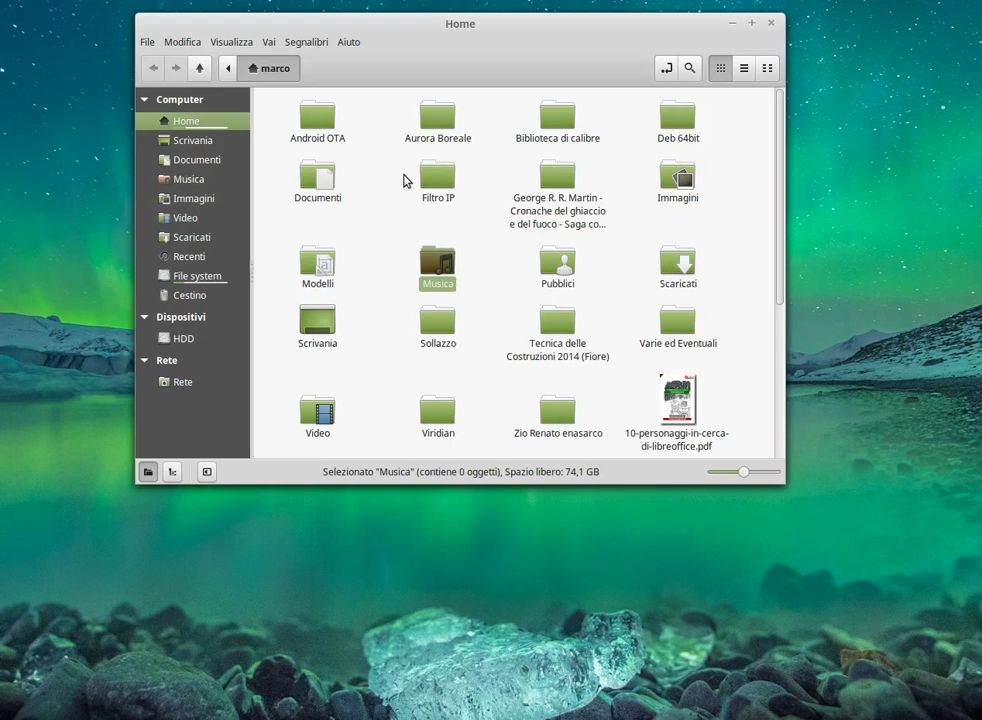 Home
File Modifica Visualizza Vai Segnalibri Aiuto
marco
Computer
Home
Scrivania
Documenti
Musica
Immagini
Video
Scaricati
Recenti
File system
Cestino
Dispositivi
HDD
Rete
Rete
Android OTA
Aurora Boreale
Biblioteca di calibre
Deb 64bit
Documenti
Filtro IP
George R. R. Martin -
Cronache del ghiaccio
e del fuoco - Saga co...
Immagini
Modelli
Musica
Pubblici
Scaricati
Scrivania
Sollazzo
Tecnica delle
Costruzioni 2014 (Fiore)
Varie ed Eventuali
Video
Viridian
Zio Renato enasarco
10-personaggi-in-cerca-
di-libreoffice.pdf
Selezionato "Musica" (contiene 0 oggetti), Spazio libero: 74,1 GB